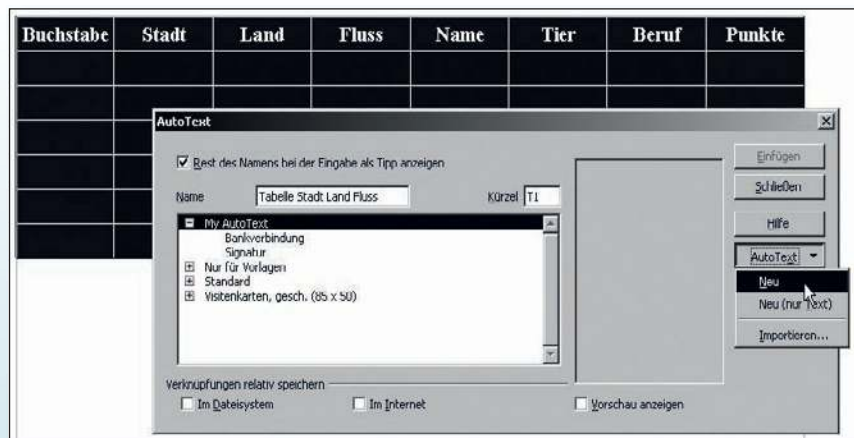 Buchstabe Stadt Land Fluss Name Tier Beruf Punkte
AutoText
Rest des Namens bei der Eingabe als Tipp anzeigen
Name Tabelle Stadt Land Fluss Kürzel T1
My AutoText
Bankverbindung
Signatur
Nur für Vorlagen
Standard
Visitenkarten, gesch. (85 x 50)
Verknüpfungen relativ speichern
Im Dateisystem Im Internet Vorschau anzeigen
Einfügen
Schließen
Hilfe
AutoText
Neu
Neu (nur Text)
Importieren...